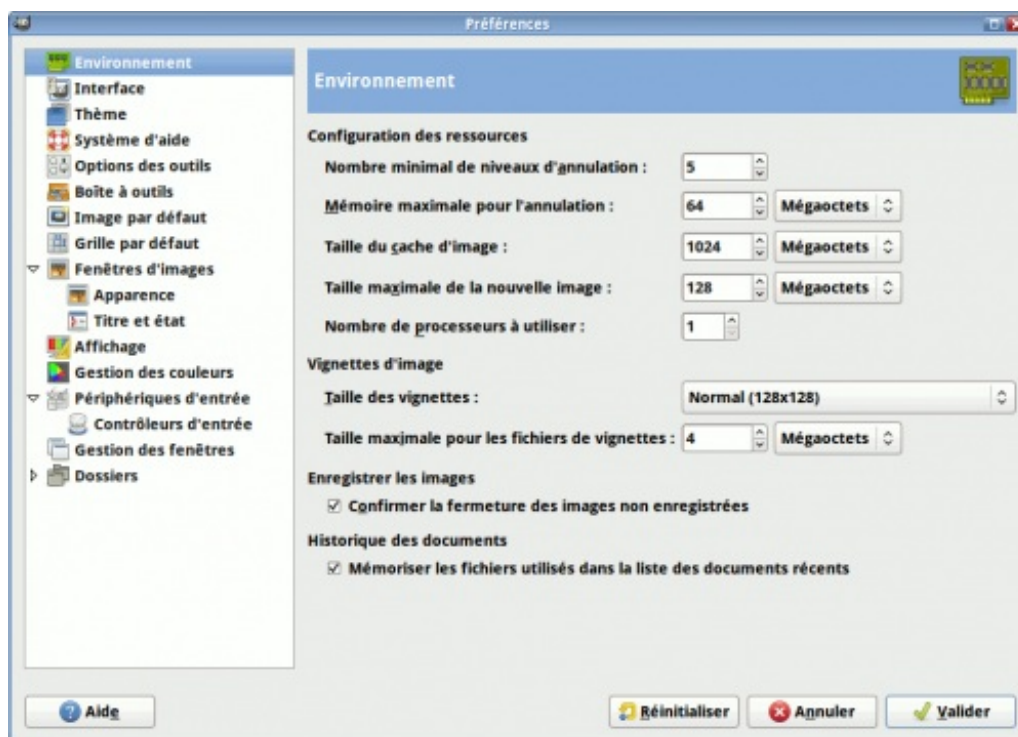 Préférences
Environnement
Interface
Thème
Système d'aide
Options des outils
Boîte à outils
Image par défaut
Grille par défaut
Fenêtres d'images
Apparence
Titre et état
Affichage
Gestion des couleurs
Périphériques d'entrée
Contrôleurs d'entrée
Gestion des fenêtres
Dossiers
Environnement
Configuration des ressources
Nombre minimal de niveaux d'annulation : 5
Mémoire maximale pour l'annulation : 64 Mégaoctets
Taille du cache d'image : 1024 Mégaoctets
Taille maximale de la nouvelle image : 128 Mégaoctets
Nombre de processeurs à utiliser : 1
Vignettes d'image
Taille des vignettes : Normal (128x128)
Taille maximale pour les fichiers de vignettes : 4 Mégaoctets
Enregistrer les images
Confirmer la fermeture des images non enregistrées
Historique des documents
Mémoriser les fichiers utilisés dans la liste des documents récents
Aide Réinitialiser Annuler Valider